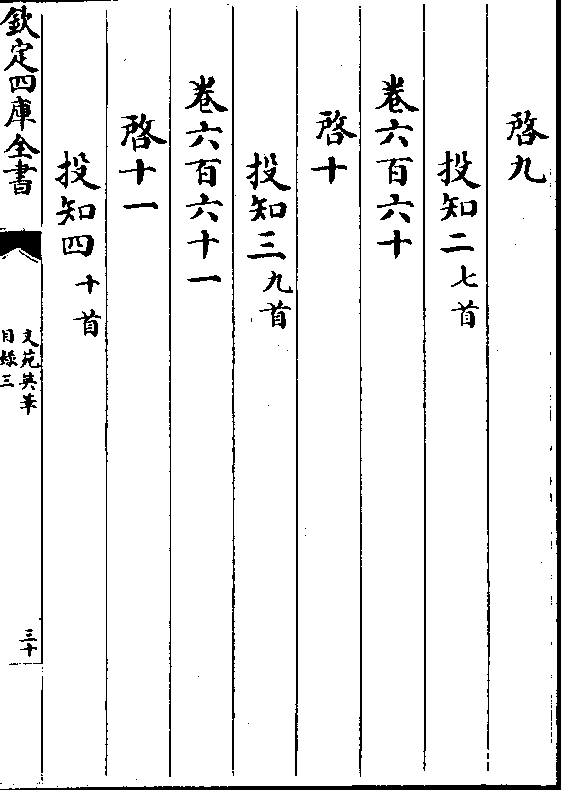 啓九
投知二七首
卷六百六十
啓十
投知三九首
卷六百六十一
啓十一
投知四十首
欽定四庫全書
文苑英華
目録三
三十